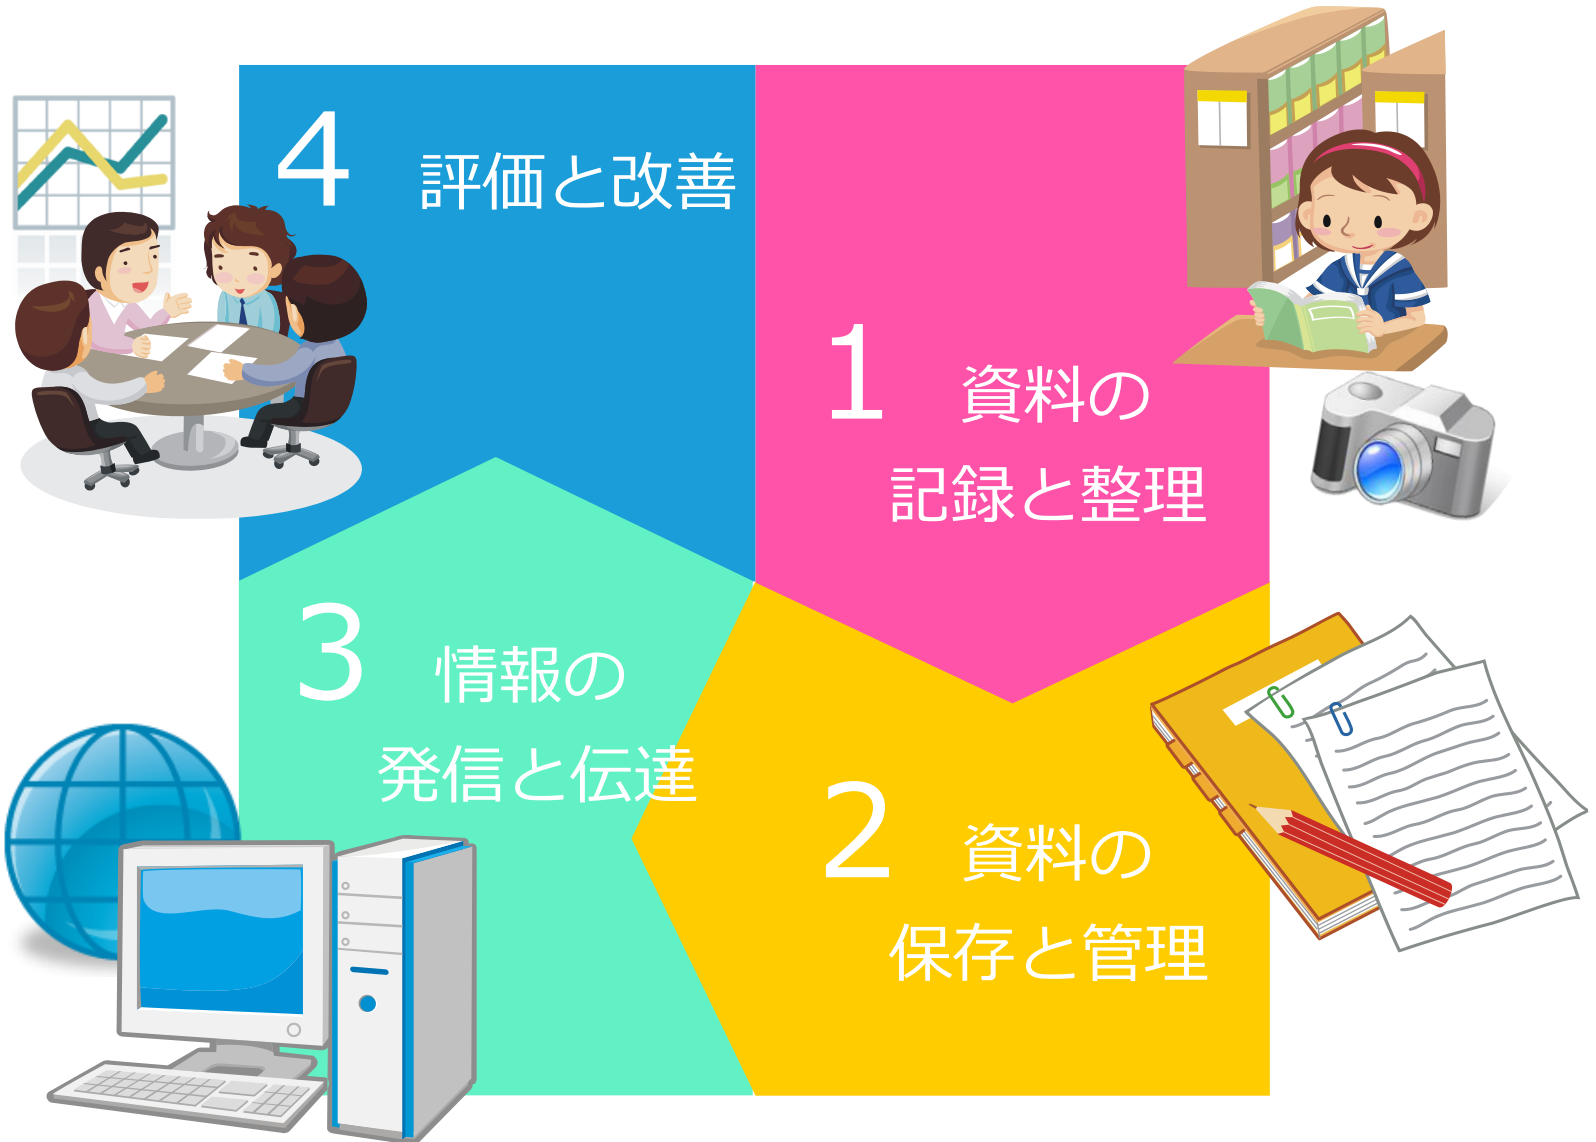 4 評価と改善
1 資料の
記録と整理
3 情報の
発信と伝達
2 資料の
保存と管理